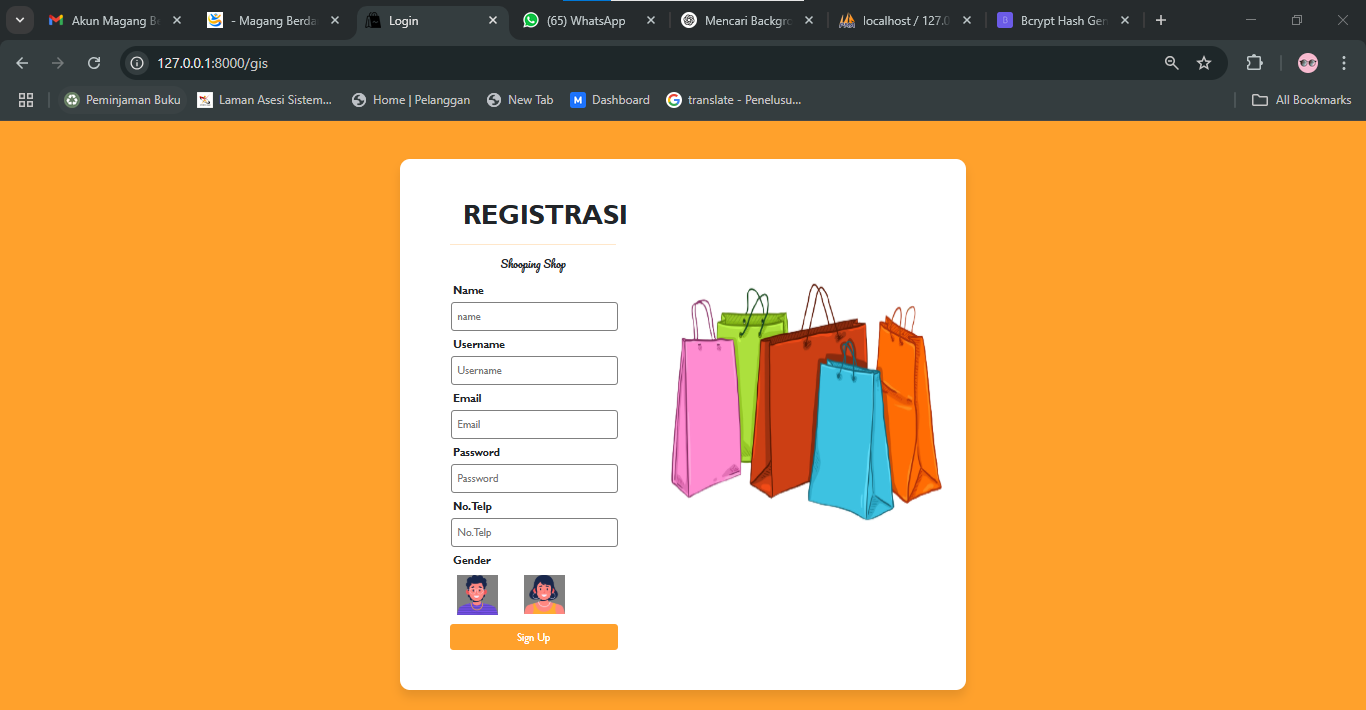 Akun Magang Be
- Magang Berda
Login
(65) WhatsApp
Mencari Backgro
localhost / 127.0
Bcrypt Hash Gen
127.0.0.1:8000/gis
Peminjaman Buku
Laman Asesi Sistem...
Home | Pelanggan
New Tab
Dashboard
translate - Penelusu...
All Bookmarks
REGISTRASI
Shooping Shop
Name
name
Username
Username
Email
Email
Password
Password
No.Telp
No.Telp
Gender
Sign Up